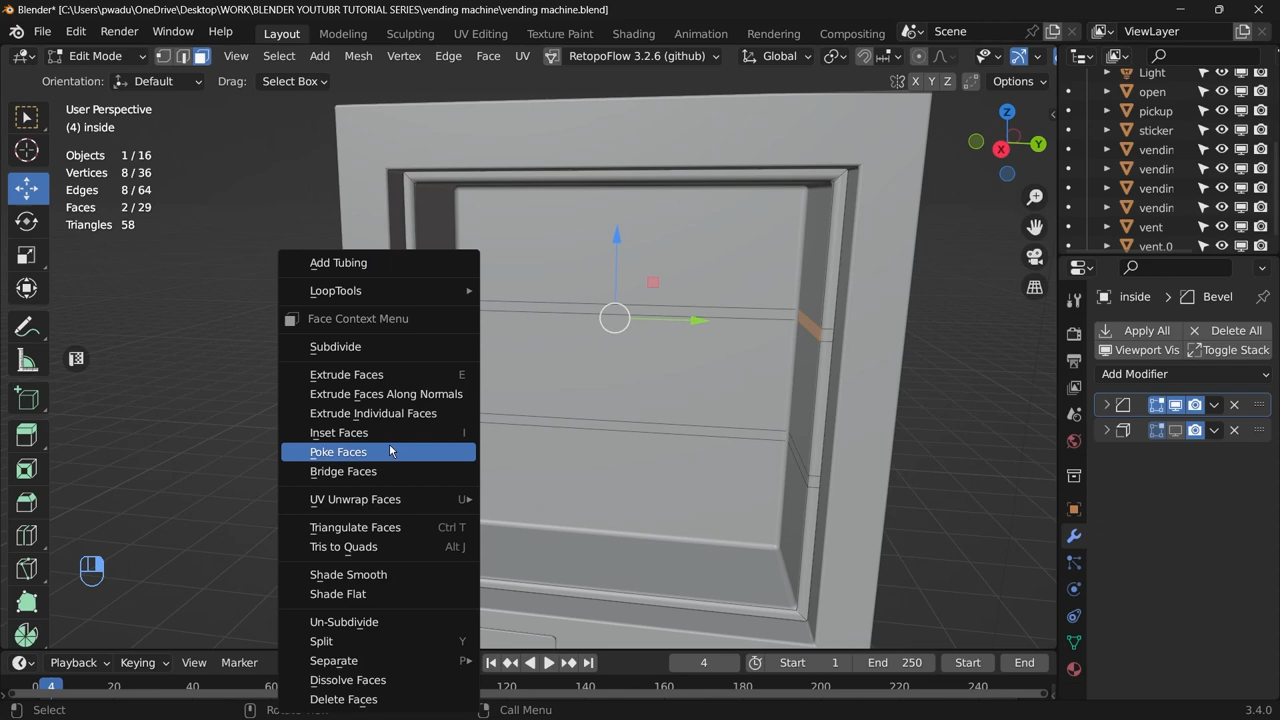 Blender* [C:\Users\pwadu\OneDrive\Desktop\WORK\BLENDER YOUTUBR TUTORIAL SERIES\vending machine\vending machine.blend]
File Edit Render Window Help
Layout Modeling Sculpting UV Editing Texture Paint Shading Animation Rendering Compositing
Scene
ViewLayer
Edit Mode
View Select Add Mesh Vertex Edge Face UV
RetopoFlow 3.2.6 (github)
Global
Orientation: Default
Drag: Select Box
X Y Z
Options
User Perspective
(4) inside
Objects 1/16
Vertices 8/36
Edges 8/64
Faces 2/29
Triangles 58
Z
X
Y
Add Tubing
LoopTools
Face Context Menu
Subdivide
Extrude Faces E
Extrude Faces Along Normals
Extrude Individual Faces
Inset Faces I
Poke Faces
Bridge Faces
UV Unwrap Faces U
Triangulate Faces Ctrl T
Tris to Quads Alt J
Shade Smooth
Shade Flat
Un-Subdivide
Split Y
Separate P
Dissolve Faces
Delete Faces
Light
open
pickup
sticker
vendin
vendin
vendin
vendin
vent
vent.0
inside
Bevel
Apply All
Delete All
Viewport Vis
Toggle Stack
Add Modifier
Playback Keying View Marker
4
Start 1
End 250
Start
End
0 4 20 40 60 120 140 160 180 200 220 240
Select
Call Menu
3.4.0